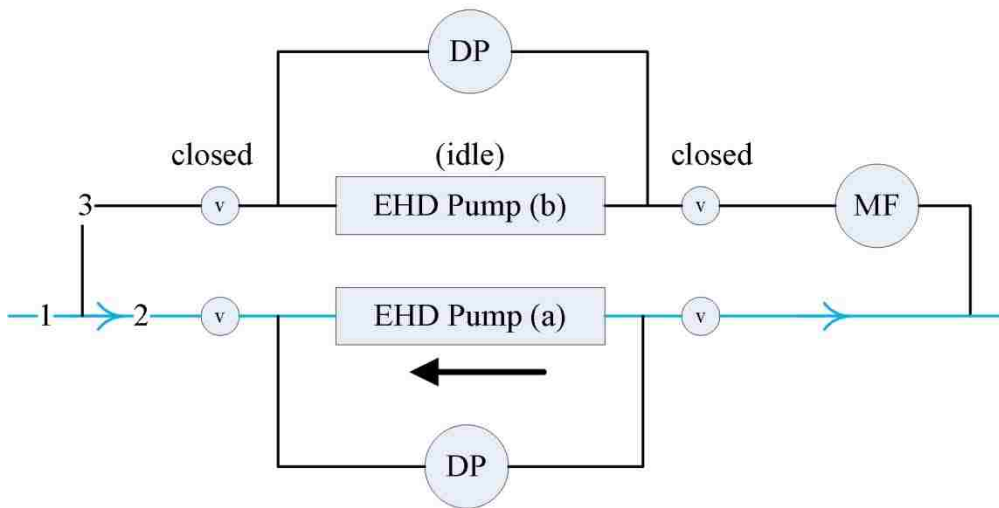 DP
closed (idle) closed
3 v EHD Pump (b) v MF
1 2 v EHD Pump (a) v
DP